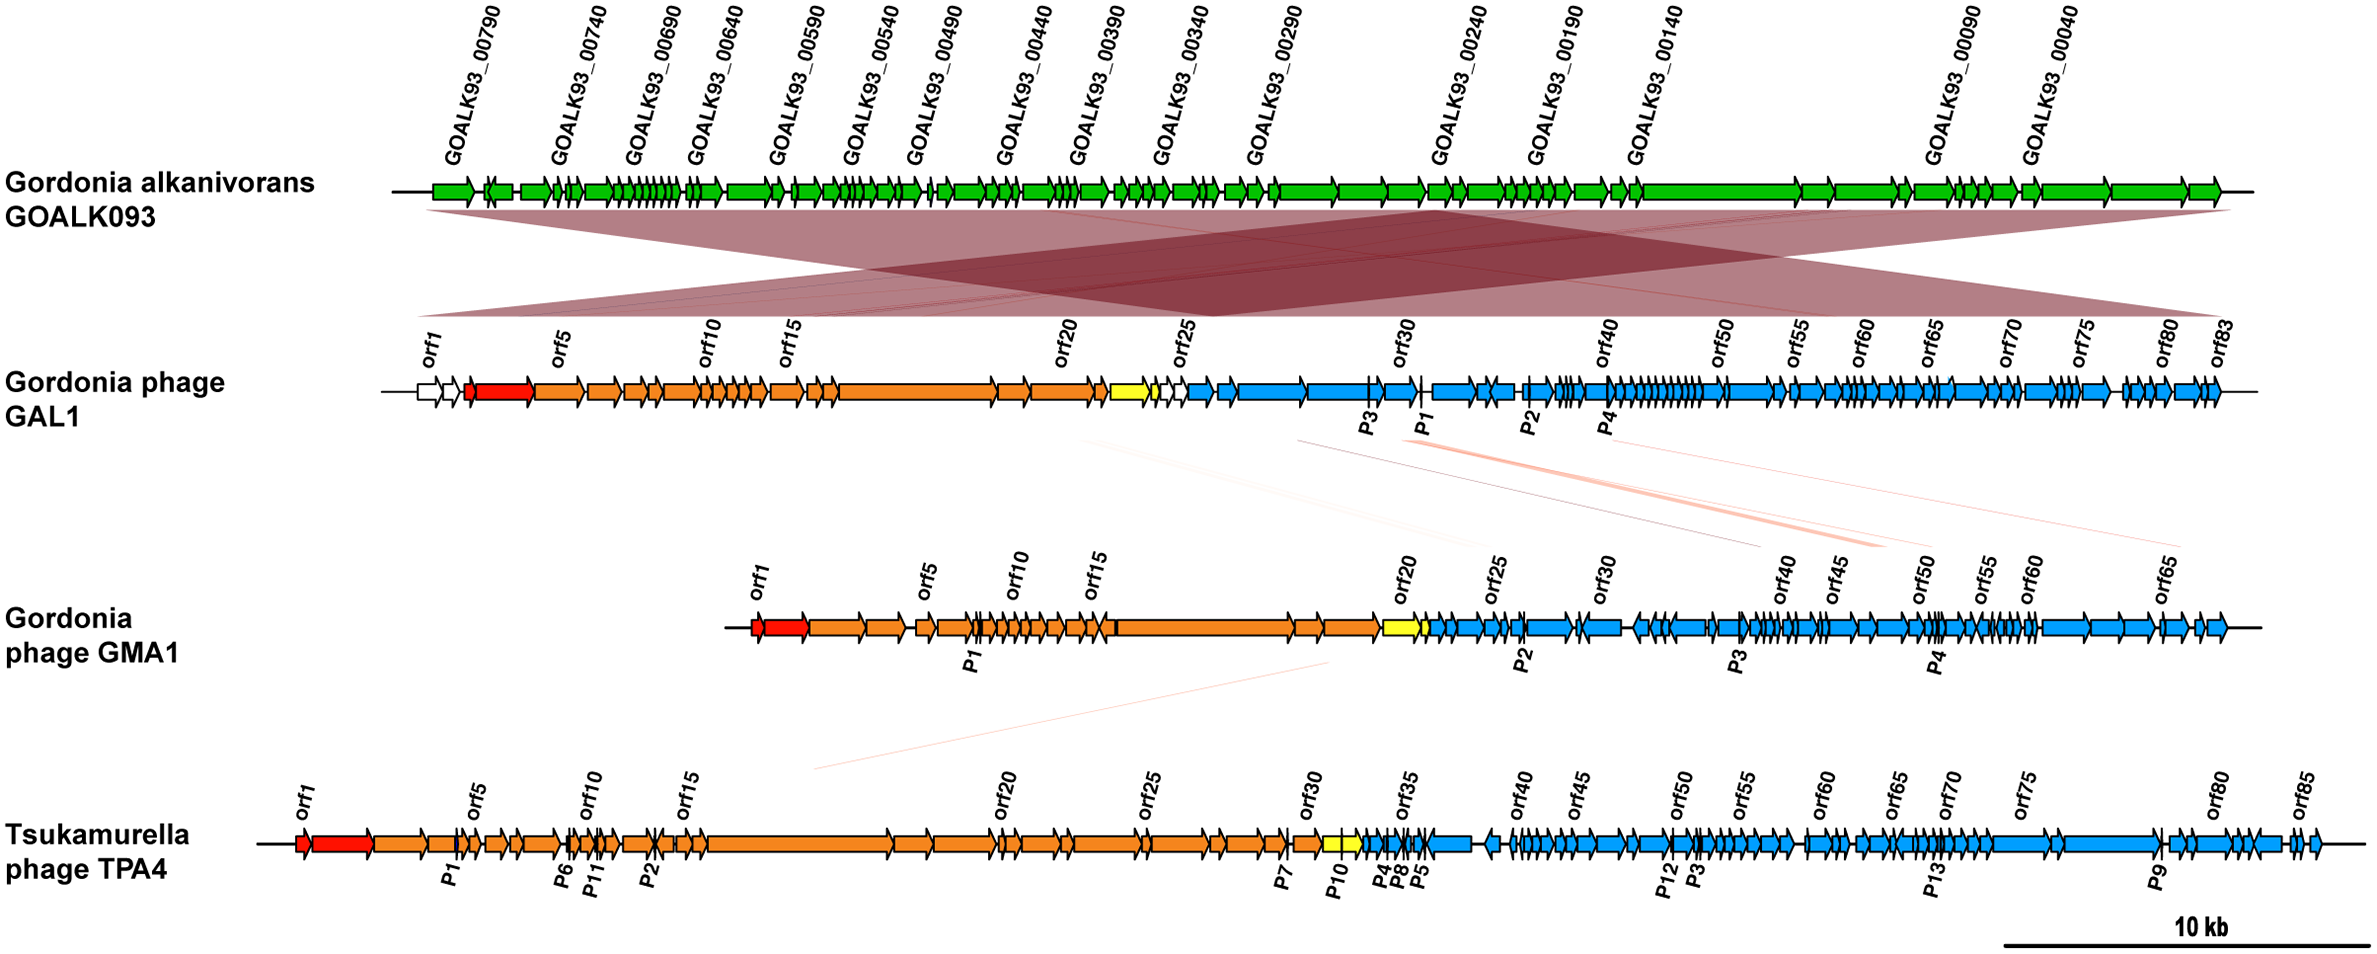 GOALK93_00790 GOALK93_00740 GOALK93_00690 GOALK93_00640 GOALK93_00590 GOALK93_00540 GOALK93_00490 GOALK93_00440 GOALK93_00390 GOALK93_00340 GOALK93_00290 GOALK93_00240 GOALK93_00190 GOALK93_00140 GOALK93_00090 GOALK93_00040
Gordonia alkanivorans
GOALK093
orf1 orf5 orf10 orf15 orf20 orf25 orf30 orf40 orf50 orf55 orf60 orf65 orf70 orf75 orf80 orf83
Gordonia phage
GAL1
P3 P1 P2 P4
orf1 orf5 orf10 orf15 orf20 orf25 orf30 orf40 orf45 orf50 orf55 orf60 orf65
Gordonia
phage GMA1
P1 P2 P3 P4
orf1 orf5 orf10 orf15 orf20 orf25 orf30 orf35 orf40 orf45 orf50 orf55 orf60 orf65 orf70 orf75 orf80 orf85
Tsukamurella
phage TPA4
P1 P6 P11 P2 P7 P10 P4 P8 P5 P12 P3 P13 P9
10 kb